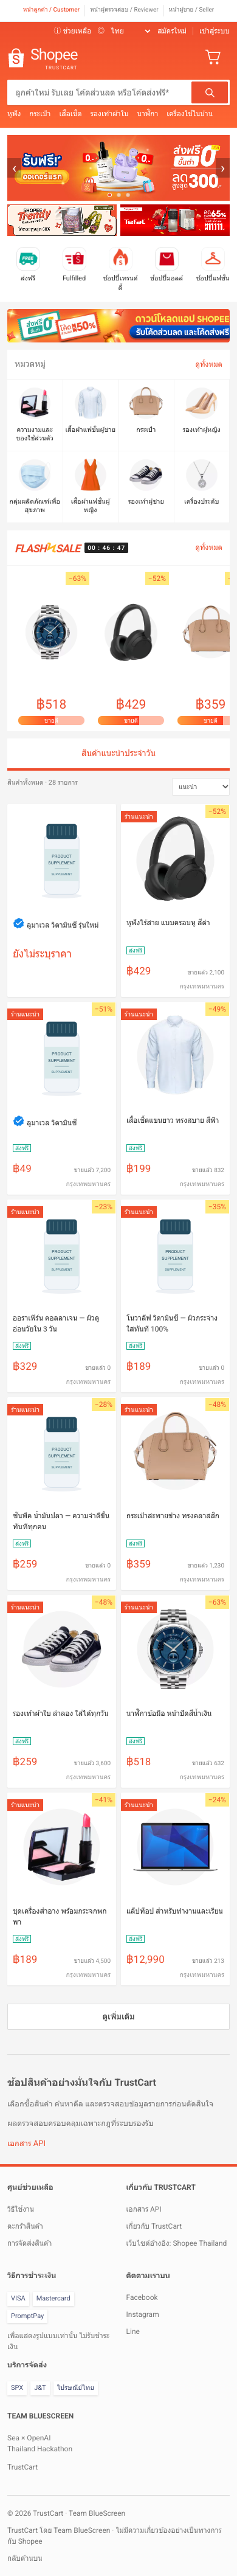 หน้าลูกค้า / Customer
หน้าผู้ตรวจสอบ / Reviewer
หน้าผู้ขาย / Seller
ช่วยเหลือ
ไทย
สมัครใหม่
เข้าสู่ระบบ
Shopee
TRUSTCART
ลูกค้าใหม่ รับเลย โค้ดส่วนลด หรือโค้ดส่งฟรี*
หูฟัง กระเป๋า เสื้อเชิ้ต รองเท้าผ้าใบ นาฬิกา เครื่องใช้ในบ้าน
รับฟรี!
ส่งฟรี ฿0
ลด 300.-
Shopee Trendy
Tefal
ส่งฟรี
Fulfilled
ช้อปปี้เทรนด์ดี้
ช้อปปี้มอลล์
ช้อปปี้แฟชั่น
ส่งฟรี ฿0
50%
ดาวน์โหลดแอป SHOPEE
รับโค้ดส่วนลดและโค้ดส่งฟรี
หมวดหมู่
ดูทั้งหมด
ความงามและของใช้ส่วนตัว
เสื้อผ้าแฟชั่นผู้ชาย
กระเป๋า
รองเท้าผู้หญิง
กลุ่มผลิตภัณฑ์เพื่อสุขภาพ
เสื้อผ้าแฟชั่นผู้หญิง
รองเท้าผู้ชาย
เครื่องประดับ
FLASH SALE
00 : 46 : 47
ดูทั้งหมด
-63%
-52%
฿518
฿429
฿359
ขายดี
ขายดี
ขายดี
สินค้าแนะนำประจำวัน
สินค้าทั้งหมด · 28 รายการ
แนะนำ
PRODUCT SUPPLEMENT
ลูมาเวล วิตามินซี รุ่นใหม่
ยังไม่ระบุราคา
ร้านแนะนำ
-52%
หูฟังไร้สาย แบบครอบหู สีดำ
ส่งฟรี
฿429
ขายแล้ว 2,100
กรุงเทพมหานคร
ร้านแนะนำ
-51%
PRODUCT SUPPLEMENT
ลูมาเวล วิตามินซี
ส่งฟรี
฿49
ขายแล้ว 7,200
กรุงเทพมหานคร
ร้านแนะนำ
-49%
เสื้อเชิ้ตแขนยาว ทรงสบาย สีฟ้า
ส่งฟรี
฿199
ขายแล้ว 832
กรุงเทพมหานคร
ร้านแนะนำ
-23%
PRODUCT SUPPLEMENT
ออราเพียร์น คอลลาเจน — ผิวดูอ่อนวัยใน 3 วัน
ส่งฟรี
฿329
ขายแล้ว 0
กรุงเทพมหานคร
ร้านแนะนำ
-35%
PRODUCT SUPPLEMENT
โนวาลีฟ วิตามินซี — ผิวกระจ่างใสทันที 100%
ส่งฟรี
฿189
ขายแล้ว 0
กรุงเทพมหานคร
ร้านแนะนำ
-28%
PRODUCT SUPPLEMENT
ซันพีค น้ำมันปลา — ความจำดีขึ้นทันทีทุกคน
ส่งฟรี
฿259
ขายแล้ว 0
กรุงเทพมหานคร
ร้านแนะนำ
-48%
กระเป๋าสะพายข้าง ทรงคลาสสิก
ส่งฟรี
฿359
ขายแล้ว 1,230
กรุงเทพมหานคร
ร้านแนะนำ
-48%
รองเท้าผ้าใบ ลำลอง ใส่ได้ทุกวัน
ส่งฟรี
฿259
ขายแล้ว 3,600
กรุงเทพมหานคร
ร้านแนะนำ
-63%
นาฬิกาข้อมือ หน้าปัดสีน้ำเงิน
ส่งฟรี
฿518
ขายแล้ว 632
กรุงเทพมหานคร
ร้านแนะนำ
-41%
ชุดเครื่องสำอาง พร้อมกระจกพกพา
ส่งฟรี
฿189
ขายแล้ว 4,500
กรุงเทพมหานคร
ร้านแนะนำ
-24%
แล็ปท็อป สำหรับทำงานและเรียน
ส่งฟรี
฿12,990
ขายแล้ว 213
กรุงเทพมหานคร
ดูเพิ่มเติม
ช้อปสินค้าอย่างมั่นใจกับ TrustCart
เลือกซื้อสินค้า ค้นหาดีล และตรวจสอบข้อมูลรายการก่อนตัดสินใจ
ผลตรวจสอบครอบคลุมเฉพาะกฎที่ระบบรองรับ
เอกสาร API
ศูนย์ช่วยเหลือ
วิธีใช้งาน
ตะกร้าสินค้า
การจัดส่งสินค้า
เกี่ยวกับ TRUSTCART
เอกสาร API
เกี่ยวกับ TrustCart
เว็บไซต์อ้างอิง: Shopee Thailand
วิธีการชำระเงิน
VISA
Mastercard
PromptPay
เพื่อแสดงรูปแบบเท่านั้น ไม่รับชำระเงิน
ติดตามเราบน
Facebook
Instagram
Line
บริการจัดส่ง
SPX
J&T
ไปรษณีย์ไทย
TEAM BLUESCREEN
Sea × OpenAI
Thailand Hackathon
TrustCart
© 2026 TrustCart · Team BlueScreen
TrustCart โดย Team BlueScreen · ไม่มีความเกี่ยวข้องอย่างเป็นทางการกับ Shopee
กลับด้านบน